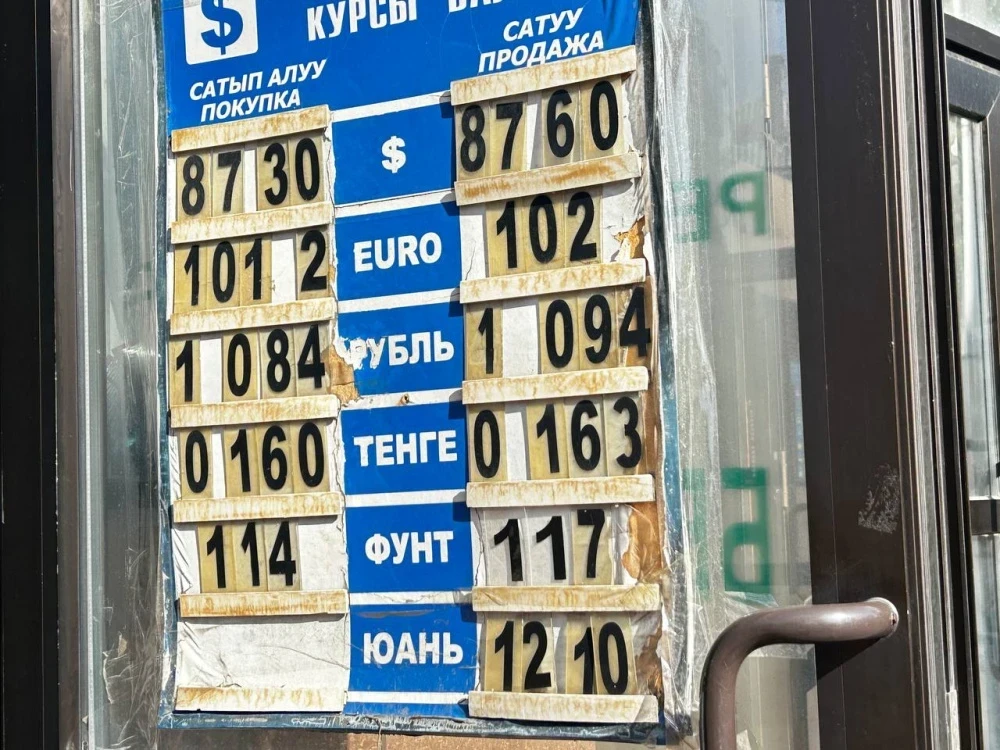 $
КУРСЫ
САТЫП АЛУУ
ПОКУПКА
САТУУ
ПРОДАЖА
87 30 $ 87 60
101 2 EURO 102
1 084 РУБЛЬ 1 094
0 160 ТЕНГЕ 0 163
114 ФУНТ 117
ЮАНЬ 12 10